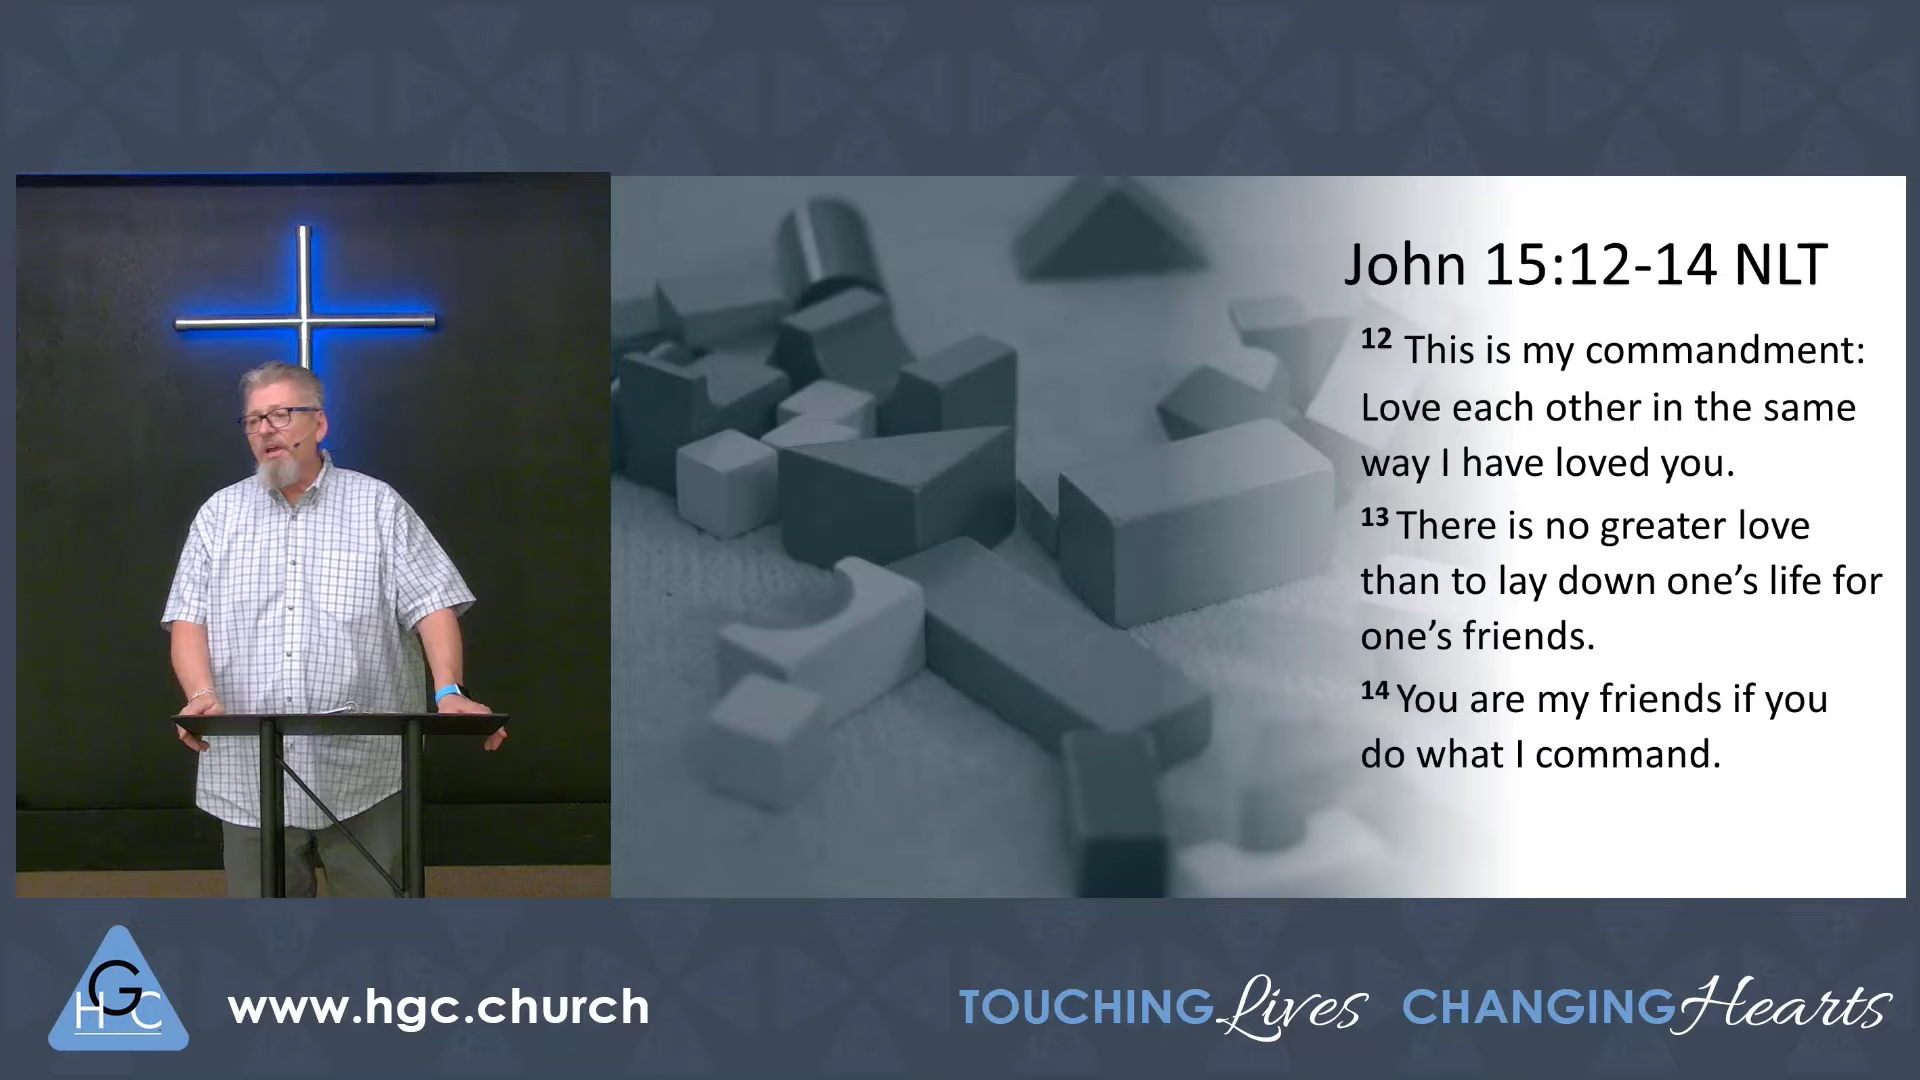 John 15:12-14 NLT
12 This is my commandment:
Love each other in the same
way I have loved you.
13 There is no greater love
than to lay down one’s life for
one’s friends.
14 You are my friends if you
do what I command.
HGC
www.hgc.church
TOUCHING Lives CHANGING Hearts